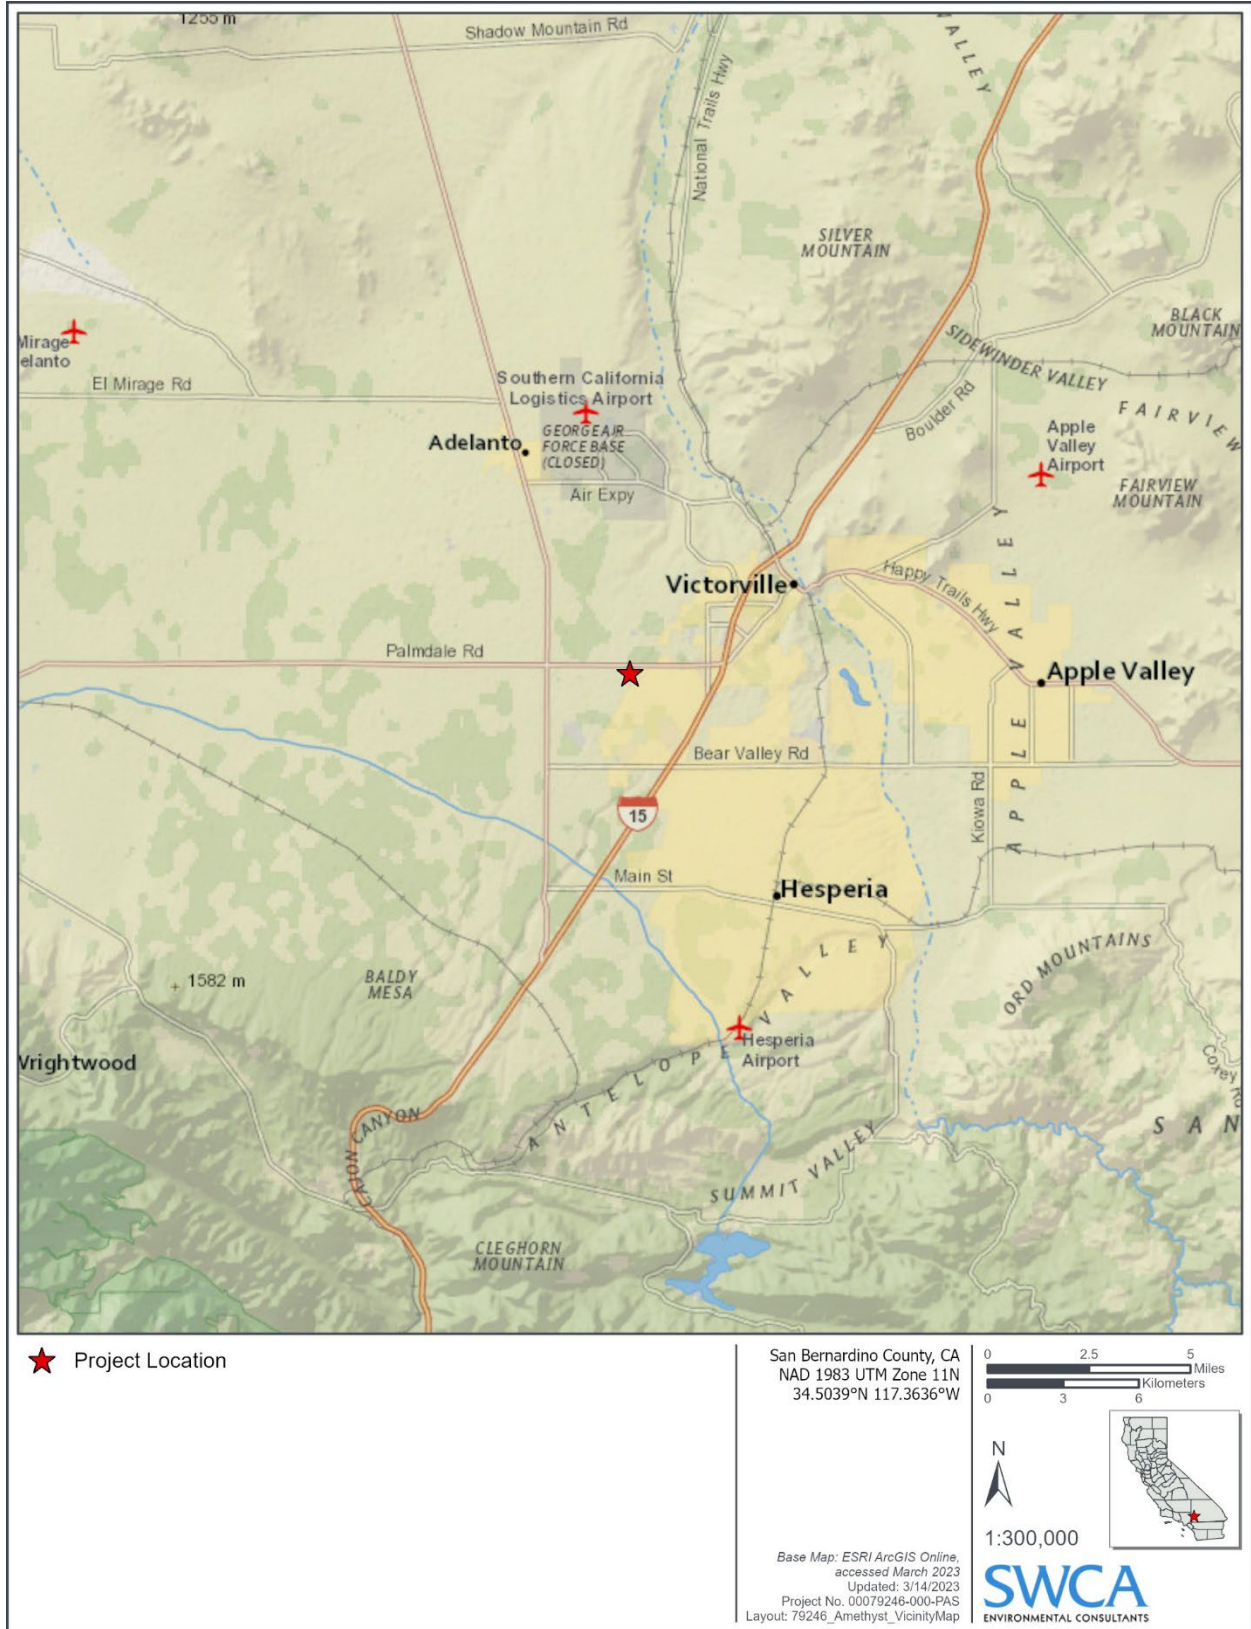 1255 m
Shadow Mountain Rd
VALLEY
National Trails Hwy
SILVER
MOUNTAIN
BLACK
MOUNTAIN
Mirage
elanto
SIDEWINDER VALLEY
El Mirage Rd
Southern California
Logistics Airport
Boulder Rd
FAIRVIEW
Adelanto
GEORGE AIR
FORCE BASE
(CLOSED)
Apple
Valley
Airport
FAIRVIEW
MOUNTAIN
Air Expy
Victorville
Happy Trails Hwy
APPLE VALLEY
Palmdale Rd
Apple Valley
Bear Valley Rd
15
Kiowa Rd
Main St
Hesperia
ORD MOUNTAINS
BALDY
MESA
1582 m
ANTELOPE VALLEY
Hesperia
Airport
Wrightwood
Coxey Rd
CAJON CANYON
SAN
SUMMIT VALLEY
CLEGHORN
MOUNTAIN
Project Location
San Bernardino County, CA
NAD 1983 UTM Zone 11N
34.5039°N 117.3636°W
0 2.5 5
Miles
Kilometers
0 3 6
N
1:300,000
Base Map: ESRI ArcGIS Online,
accessed March 2023
Updated: 3/14/2023
Project No. 00079246-000-PAS
Layout: 79246_Amethyst_VicinityMap
SWCA
ENVIRONMENTAL CONSULTANTS